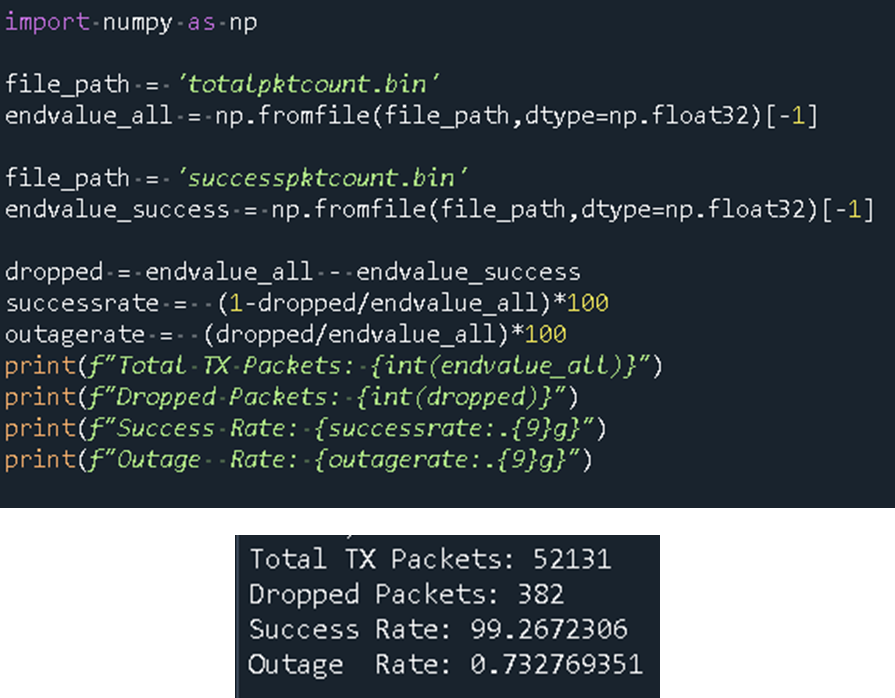 import numpy as np
file_path = 'totalpktcount.bin'
endvalue_all = np.fromfile(file_path,dtype=np.float32)[-1]
file_path = 'successpktcount.bin'
endvalue_success = np.fromfile(file_path,dtype=np.float32)[-1]
dropped = endvalue_all - endvalue_success
successrate =  (1-dropped/endvalue_all)*100
outagerate =  (dropped/endvalue_all)*100
print(f"Total TX Packets: {int(endvalue_all)}")
print(f"Dropped Packets: {int(dropped)}")
print(f"Success Rate: {successrate:.{9}g}")
print(f"Outage  Rate: {outagerate:.{9}g}")
Total TX Packets: 52131
Dropped Packets: 382
Success Rate: 99.2672306
Outage  Rate: 0.732769351